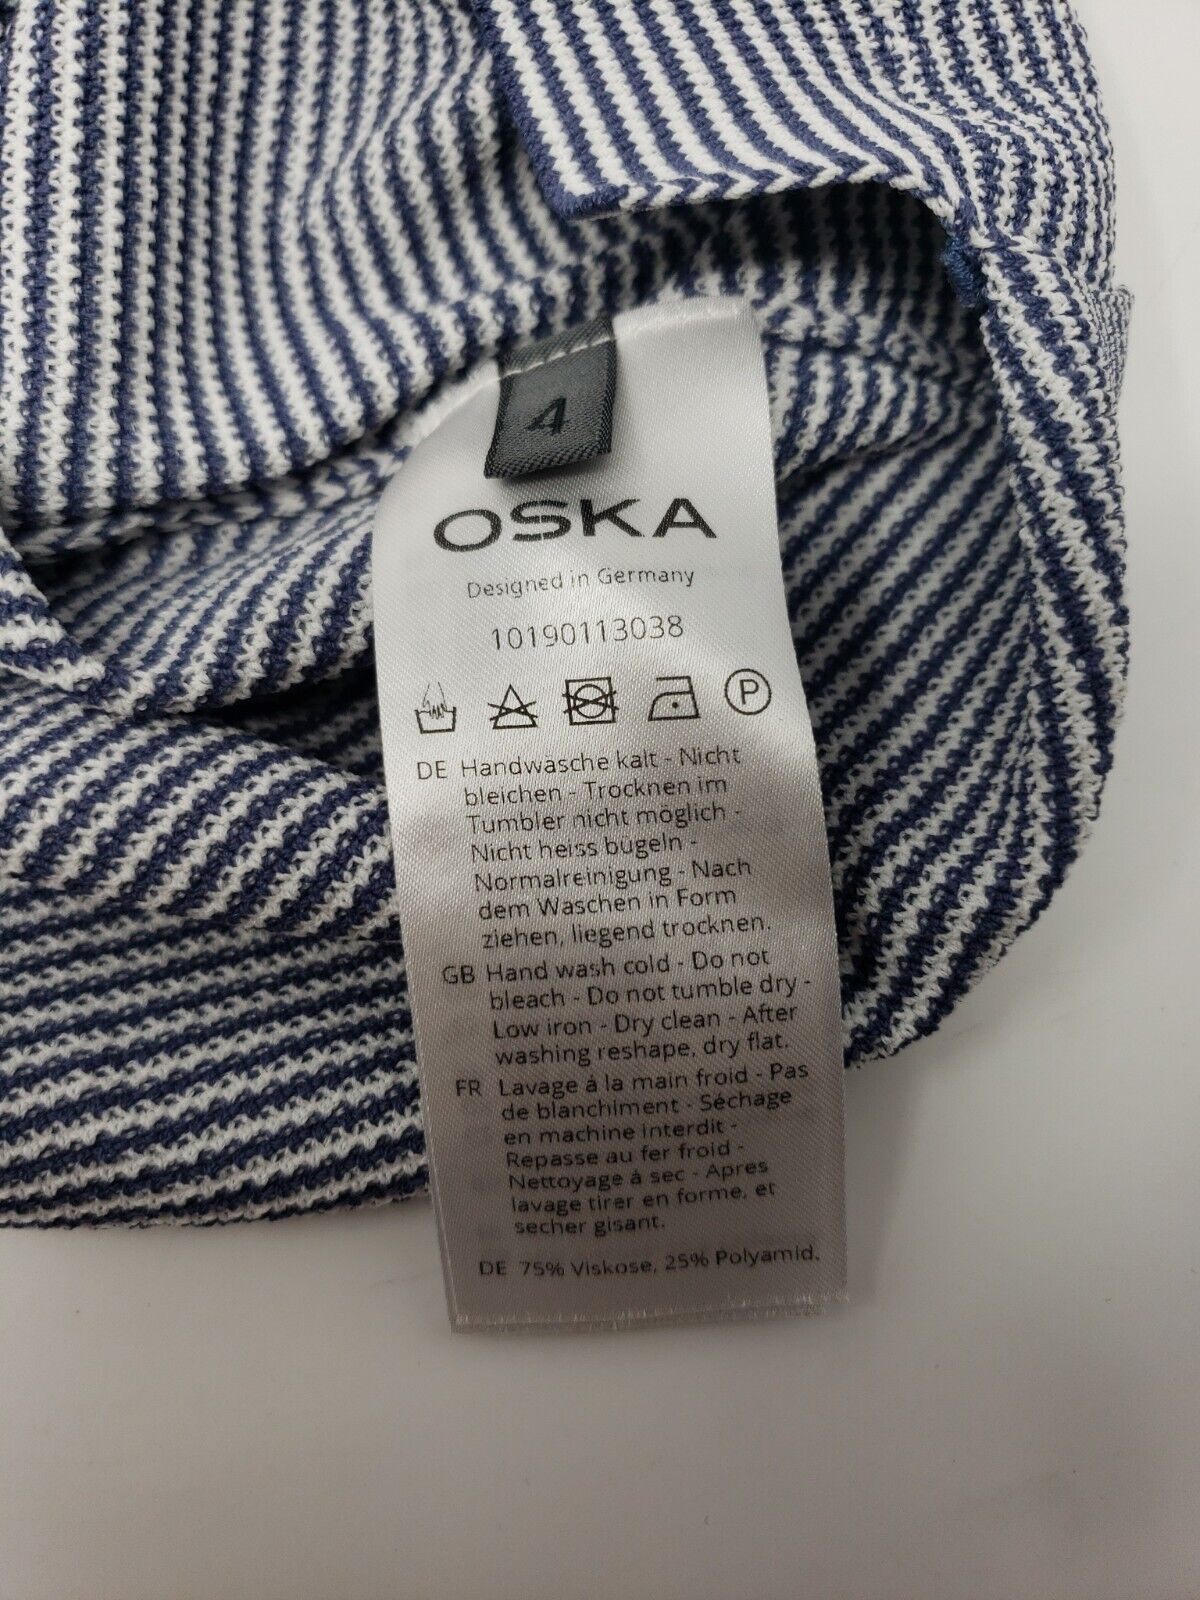 4
OSKA
Designed in Germany
10190113038
P
DE Handwäsche kalt - Nicht
bleichen - Trocknen im
Tumbler nicht möglich -
Nicht heiss bügeln -
Normalreinigung - Nach
dem Waschen in Form
ziehen, liegend trocknen.
GB Hand wash cold - Do not
bleach - Do not tumble dry -
Low iron - Dry clean - After
washing reshape, dry flat.
FR Lavage á la main froid - Pas
de blanchiment - Séchage
en machine interdit -
Repasse au fer froid -
Nettoyage á sec - Apres
lavage tirer en forme, et
secher gisant.
DE 75% Viskose, 25% Polyamid.